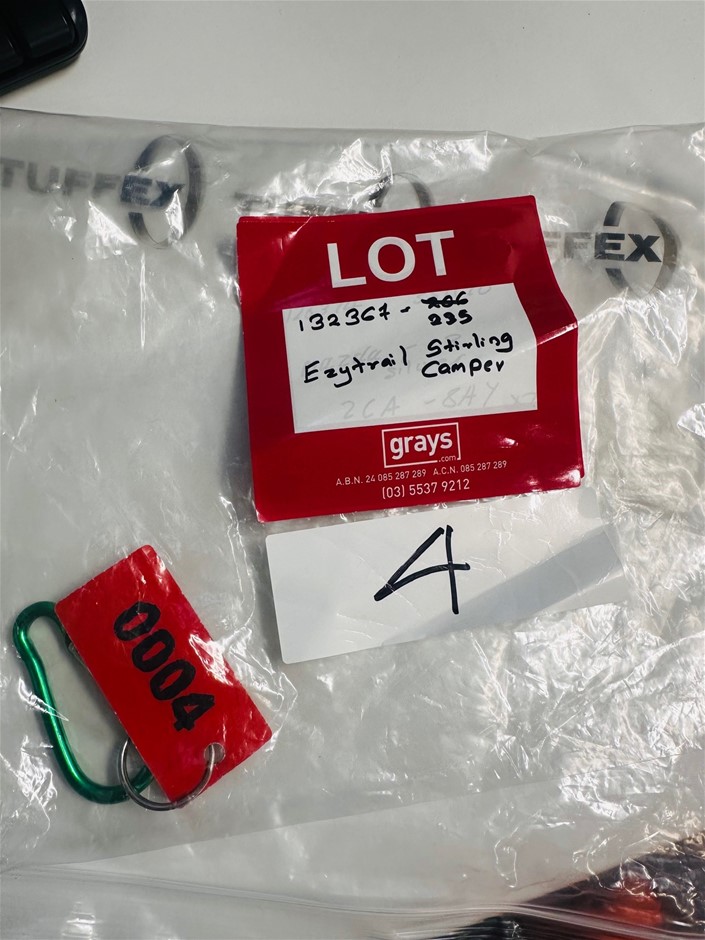 TUFFEX
FFEX
LOT
132367 - 206
235
Ezytrail Stirling
Camper
grays
.com
A.B.N. 24 085 287 289 A.C.N. 085 287 289
(03) 5537 9212
4
0004